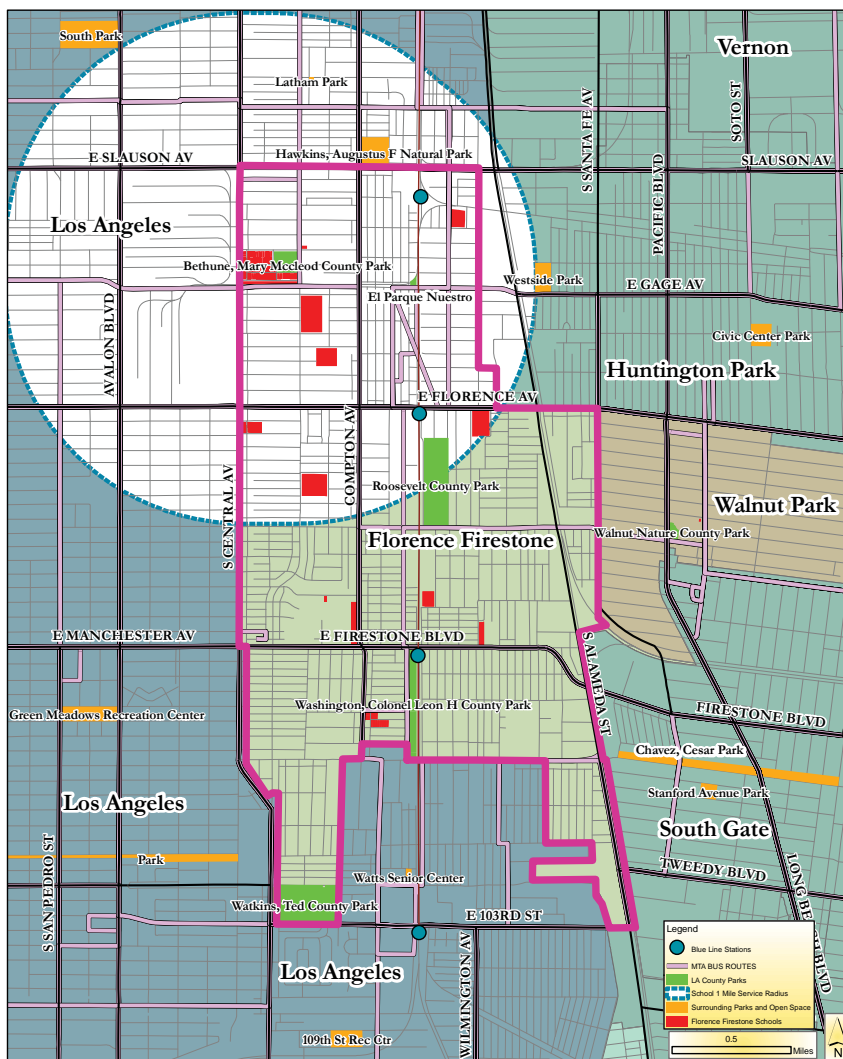 South Park
Vernon
Latham Park
SOTO ST
S SANTA FE AV
Hawkins, Augustus F Natural Park
E SLAUSON AV
SLAUSON AV
PACIFIC BLVD
Los Angeles
Bethune, Mary Mccleod County Park
Westside Park
E GAGE AV
El Parque Nuestro
AVALON BLVD
Civic Center Park
Huntington Park
E FLORENCE AV
COMPTON AV
S CENTRAL AV
Roosevelt County Park
Walnut Park
Florence Firestone
Walnut Nature County Park
E MANCHESTER AV
E FIRESTONE BLVD
S ALAMEDA ST
Washington, Colonel Leon H County Park
Green Meadows Recreation Center
FIRESTONE BLVD
Chavez, Cesar Park
Stanford Avenue Park
Los Angeles
South Gate
Park
TWEEDY BLVD
Watts Senior Center
S SAN PEDRO ST
LONG BEACH BLVD
Watkins, Ted County Park
E 103RD ST
WILMINGTON AV
Los Angeles
109th St Rec Ctr
Legend
Blue Line Stations
MTA BUS ROUTES
LA County Parks
School 1 Mile Service Radius
Surrounding Parks and Open Space
Florence Firestone Schools
0.5
Miles
N